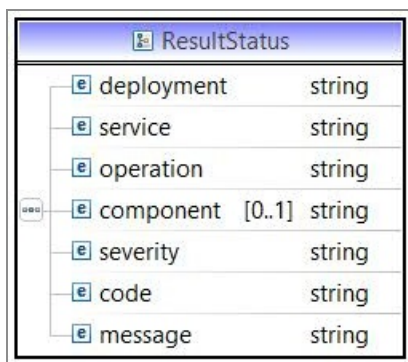 ResultStatus
deployment string
service string
operation string
component [0..1] string
severity string
code string
message string